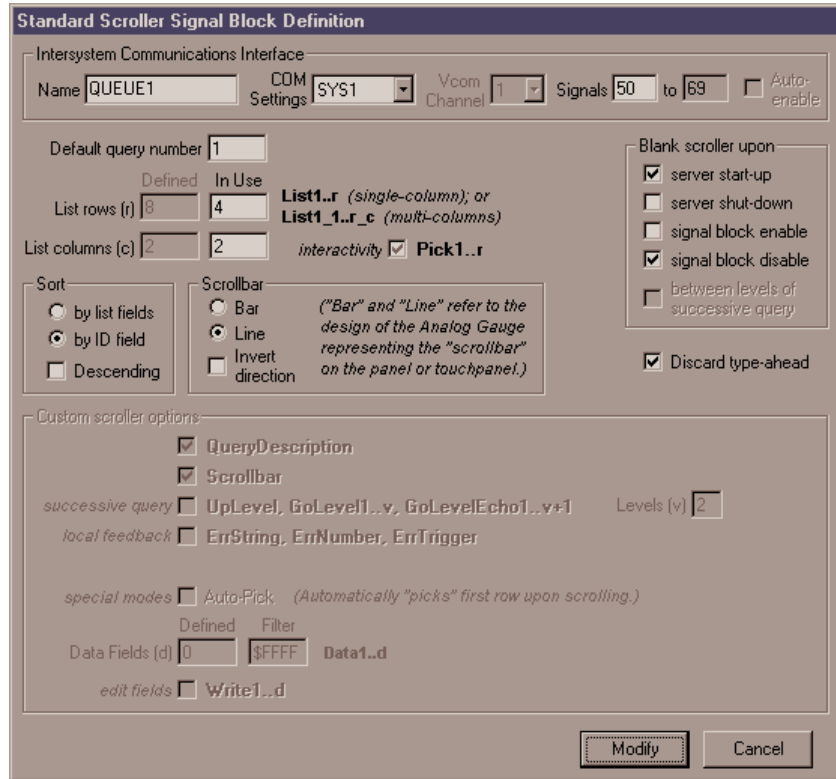 Standard Scroller Signal Block Definition
Intersystem Communications Interface
Name QUEUE1 COM Settings SYS1 Vcom Channel 1 Signals 50 to 69 Auto-enable
Default query number 1
Defined In Use
List rows (r) 8 4
List1..r (single-column); or
List1_1..r_c (multi-columns)
List columns (c) 2 2 interactivity Pick1..r
Blank scroller upon
server start-up
server shut-down
signal block enable
signal block disable
between levels of
successive query
Sort
by list fields
by ID field
Descending
Scrollbar
Bar
Line
Invert
direction
("Bar" and "Line" refer to the
design of the Analog Gauge
representing the "scrollbar"
on the panel or touchpanel.)
Discard type-ahead
Custom scroller options
QueryDescription
Scrollbar
successive query UpLevel, GoLevel1..v, GoLevelEcho1..v+1 Levels (v) 2
local feedback ErrString, ErrNumber, ErrTrigger
special modes Auto-Pick (Automatically "picks" first row upon scrolling.)
Defined Filter
Data Fields (d) 0 $FFFF Data1..d
edit fields Write1..d
Modify Cancel